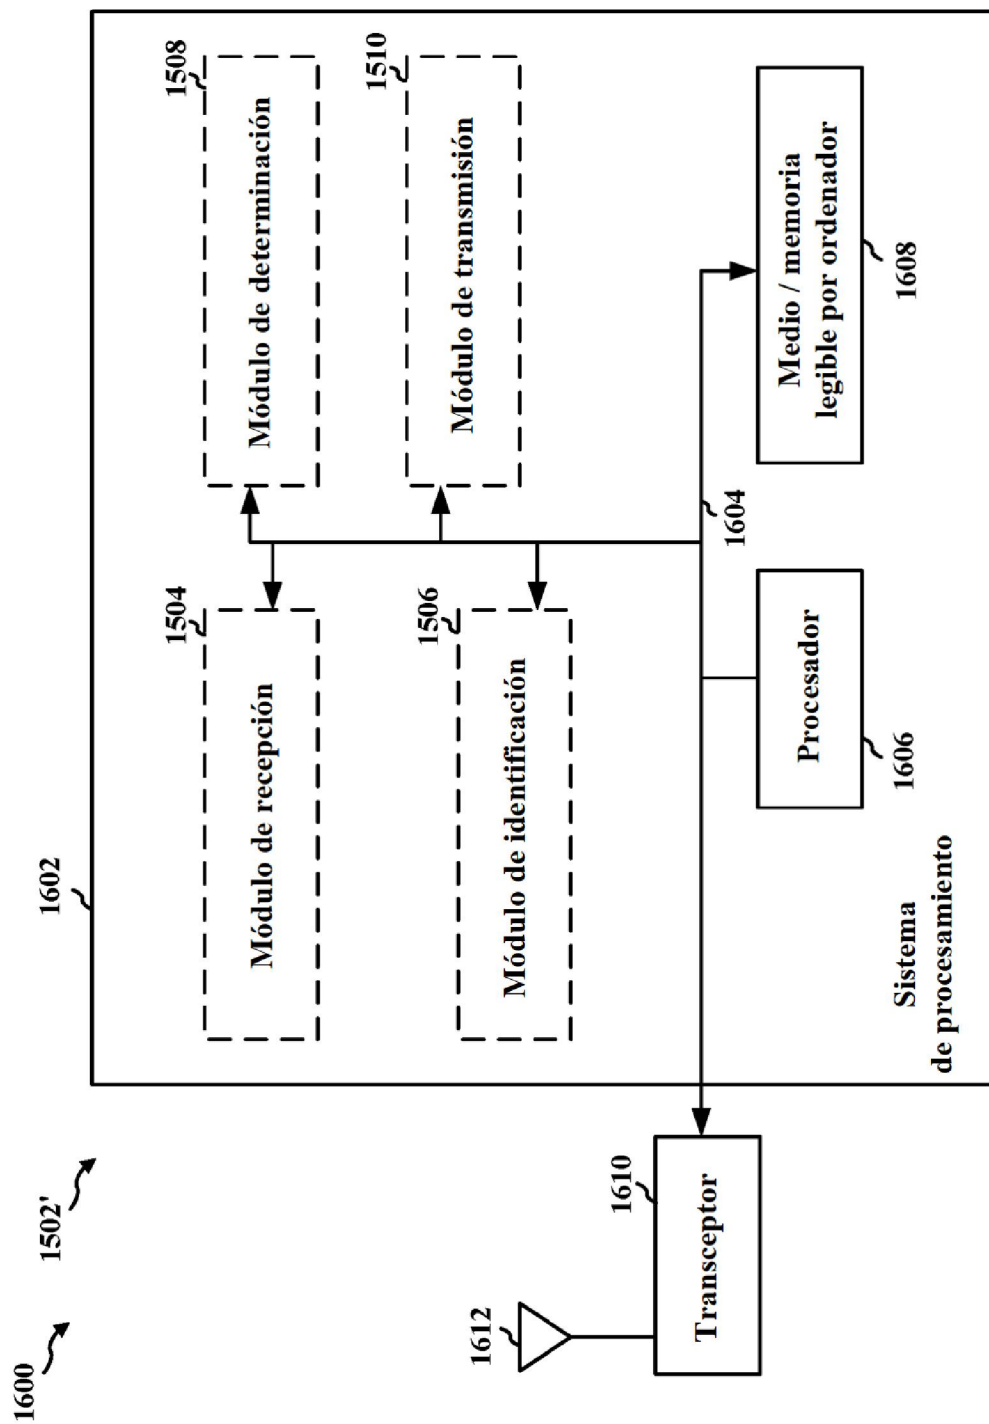 1600
1502'
1602
1504
Módulo de recepción
1508
Módulo de determinación
1506
Módulo de identificación
1510
Módulo de transmisión
1612
1610
Transceptor
1604
Procesador
1606
Medio / memoria
legible por ordenador
1608
Sistema
de procesamiento